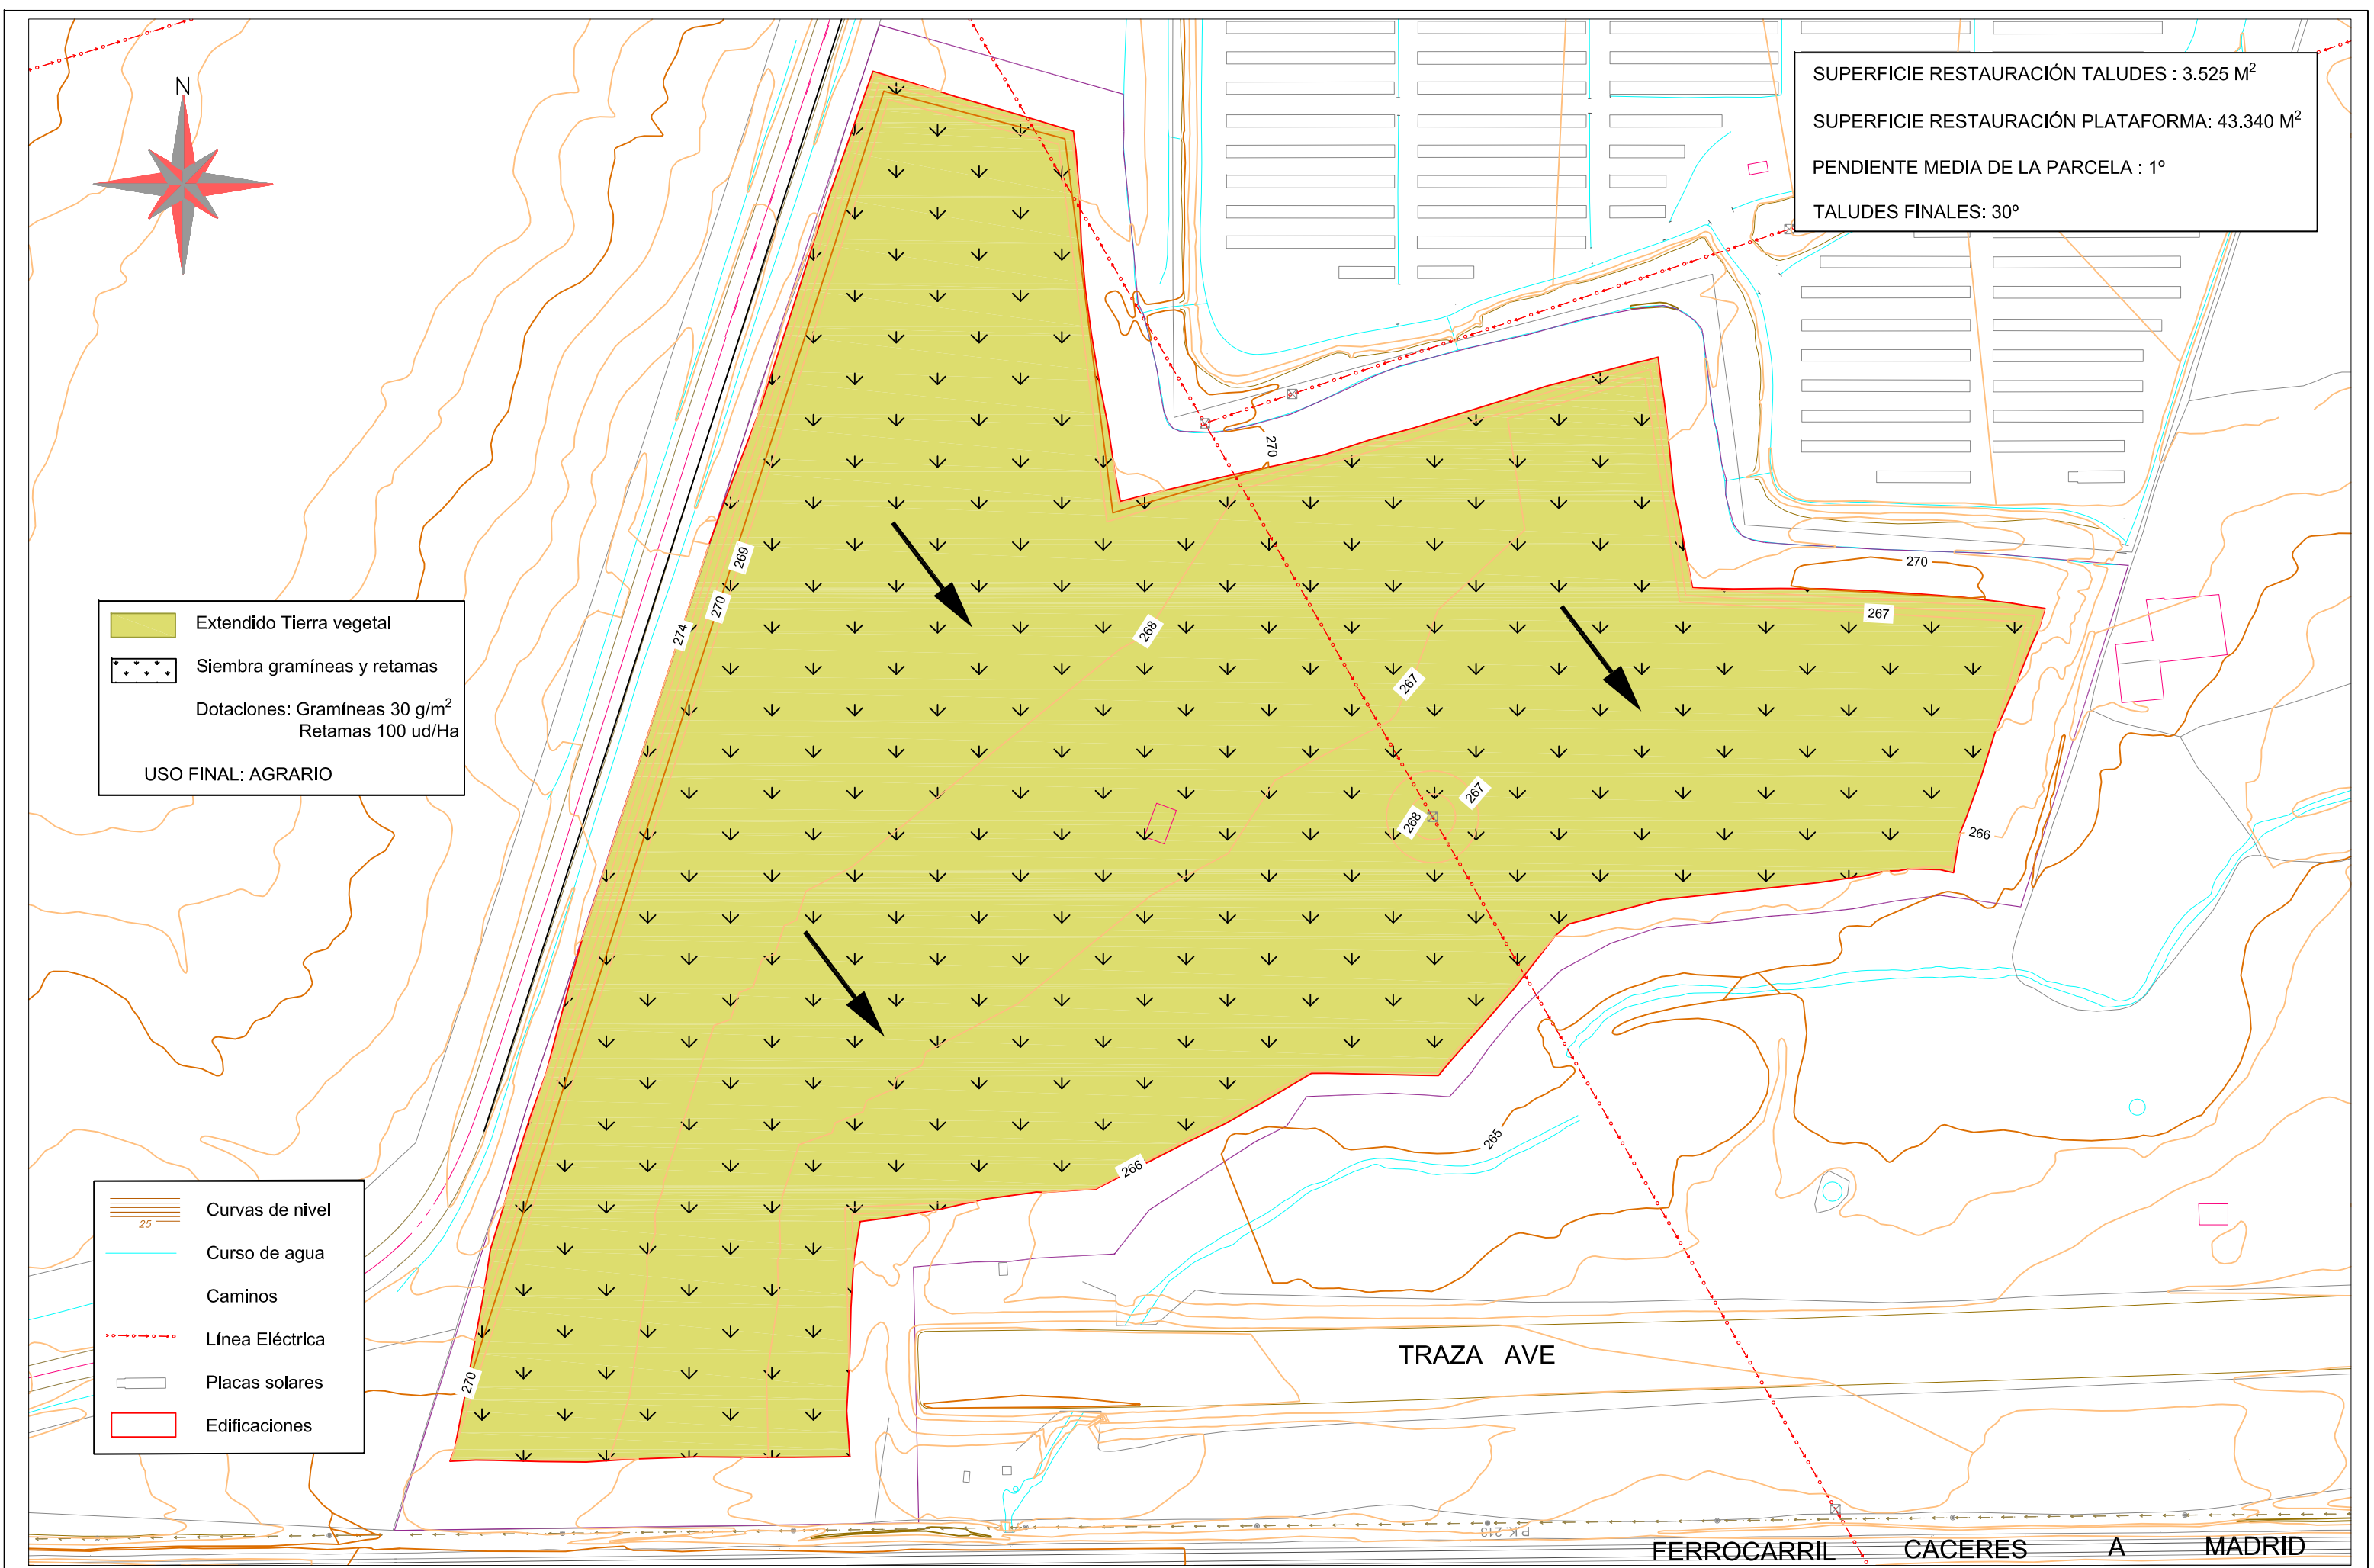 N
SUPERFICIE RESTAURACIÓN TALUDES : 3.525 M²
SUPERFICIE RESTAURACIÓN PLATAFORMA: 43.340 M²
PENDIENTE MEDIA DE LA PARCELA : 1º
TALUDES FINALES: 30º
270
270
269
270
274
268
267
267
267
268
266
266
265
270
Extendido Tierra vegetal
Siembra gramíneas y retamas
Dotaciones: Gramíneas 30 g/m²
Retamas 100 ud/Ha
USO FINAL: AGRARIO
25
Curvas de nivel
Curso de agua
Caminos
Línea Eléctrica
Placas solares
Edificaciones
TRAZA AVE
P.K 213
FERROCARRIL CACERES A MADRID